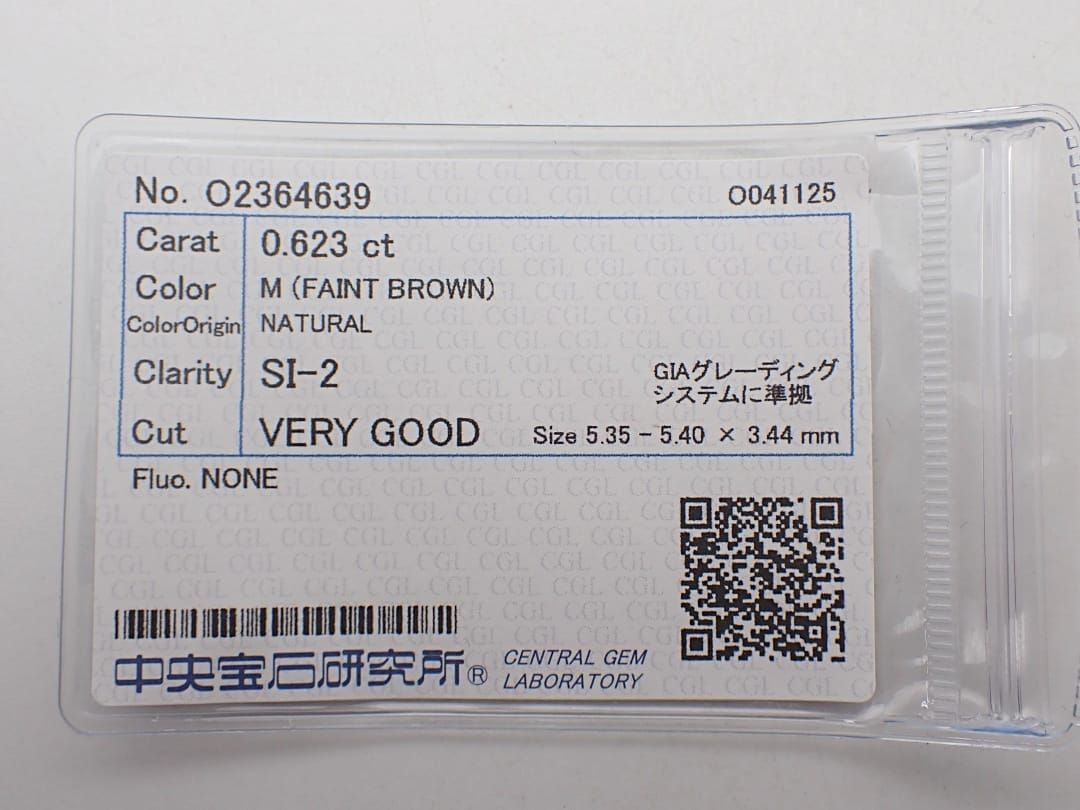 No. O2364639
O041125
Carat 0.623 ct
Color M (FAINT BROWN)
ColorOrigin NATURAL
Clarity SI-2
GIAグレーディング
システムに準拠
Cut VERY GOOD Size 5.35 - 5.40 × 3.44 mm
Fluo. NONE
中央宝石研究所® CENTRAL GEM
LABORATORY